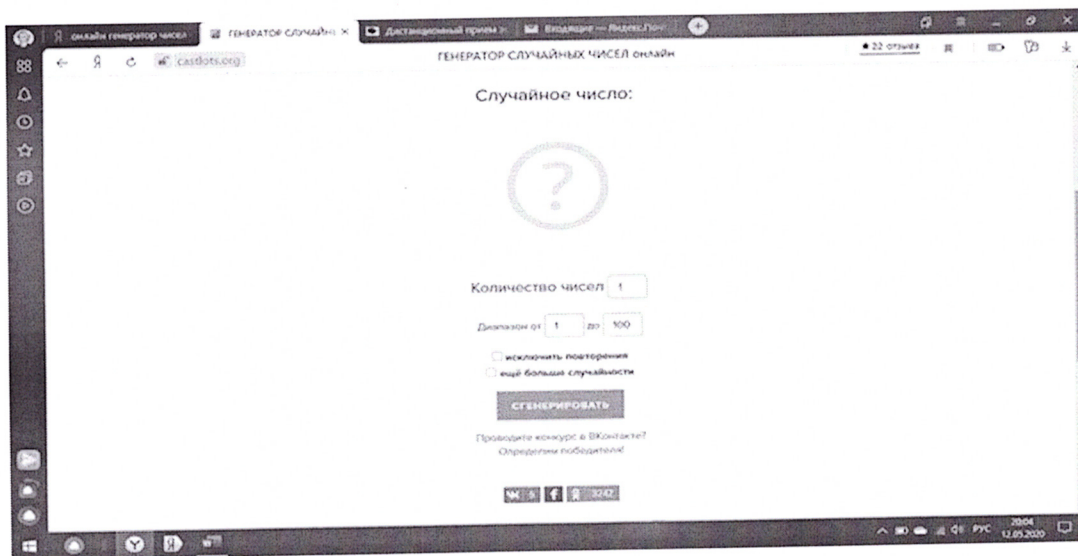 онлайн генератор чисел
ГЕНЕРАТОР СЛУЧАЙНЫ
Дистанционный прием з
Входящие — Яндекс.Поч
castlots.org
ГЕНЕРАТОР СЛУЧАЙНЫХ ЧИСЕЛ онлайн
22 отзыва
Случайное число:
?
Количество чисел 1
Диапазон от 1 до 100
исключить повторения
ещё больше случайности
СГЕНЕРИРОВАТЬ
Проводите конкурс в ВКонтакте?
Определим победителя!
5
3242
РУС
20:04
12.05.2020